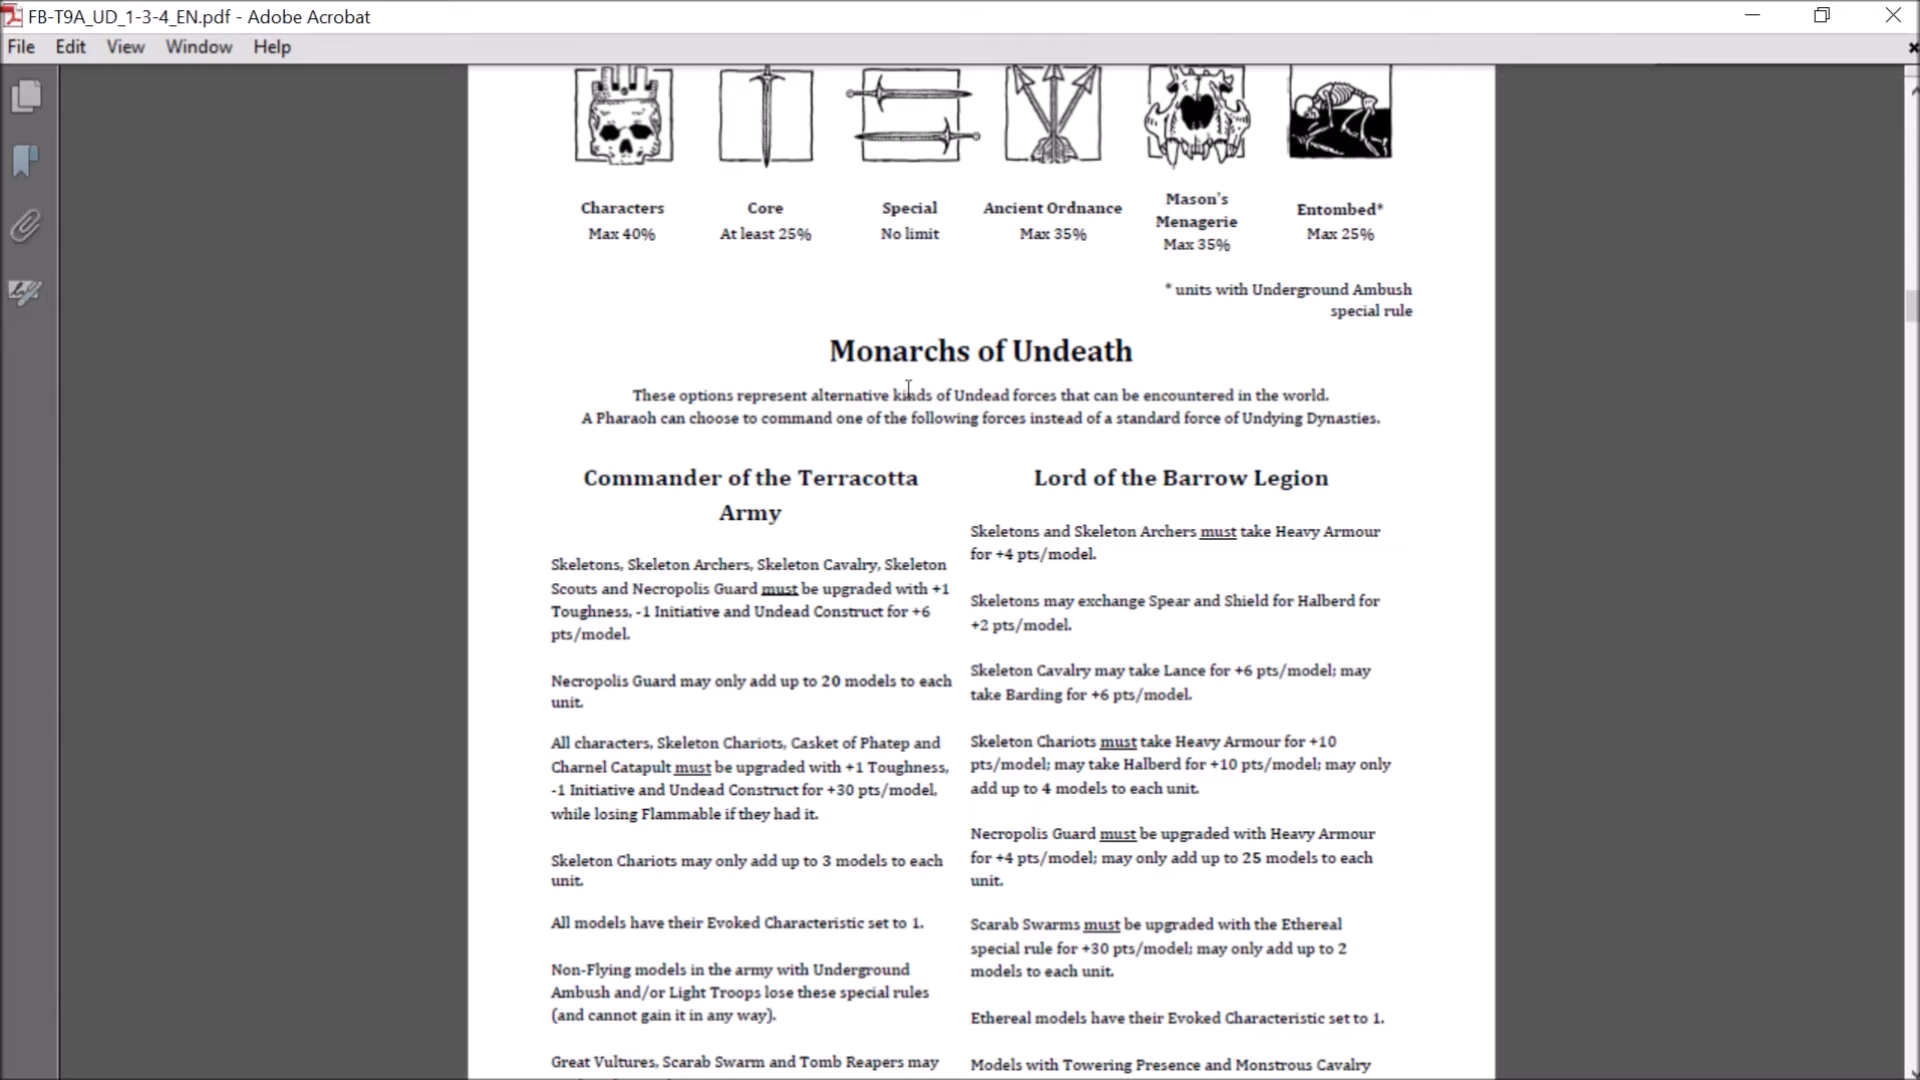 FB-T9A_UD_1-3-4_EN.pdf - Adobe Acrobat
File Edit View Window Help
Characters
Max 40%
Core
At least 25%
Special
No limit
Ancient Ordnance
Max 35%
Mason's
Menagerie
Max 35%
Entombed*
Max 25%
* units with Underground Ambush
special rule
Monarchs of Undeath
These options represent alternative kinds of Undead forces that can be encountered in the world.
A Pharaoh can choose to command one of the following forces instead of a standard force of Undying Dynasties.
Commander of the Terracotta
Army
Skeletons, Skeleton Archers, Skeleton Cavalry, Skeleton
Scouts and Necropolis Guard must be upgraded with +1
Toughness, -1 Initiative and Undead Construct for +6
pts/model.
Necropolis Guard may only add up to 20 models to each
unit.
All characters, Skeleton Chariots, Casket of Phatep and
Charnel Catapult must be upgraded with +1 Toughness,
-1 Initiative and Undead Construct for +30 pts/model,
while losing Flammable if they had it.
Skeleton Chariots may only add up to 3 models to each
unit.
All models have their Evoked Characteristic set to 1.
Non-Flying models in the army with Underground
Ambush and/or Light Troops lose these special rules
(and cannot gain it in any way).
Great Vultures, Scarab Swarm and Tomb Reapers may
Lord of the Barrow Legion
Skeletons and Skeleton Archers must take Heavy Armour
for +4 pts/model.
Skeletons may exchange Spear and Shield for Halberd for
+2 pts/model.
Skeleton Cavalry may take Lance for +6 pts/model; may
take Barding for +6 pts/model.
Skeleton Chariots must take Heavy Armour for +10
pts/model; may take Halberd for +10 pts/model; may only
add up to 4 models to each unit.
Necropolis Guard must be upgraded with Heavy Armour
for +4 pts/model; may only add up to 25 models to each
unit.
Scarab Swarms must be upgraded with the Ethereal
special rule for +30 pts/model; may only add up to 2
models to each unit.
Ethereal models have their Evoked Characteristic set to 1.
Models with Towering Presence and Monstrous Cavalry